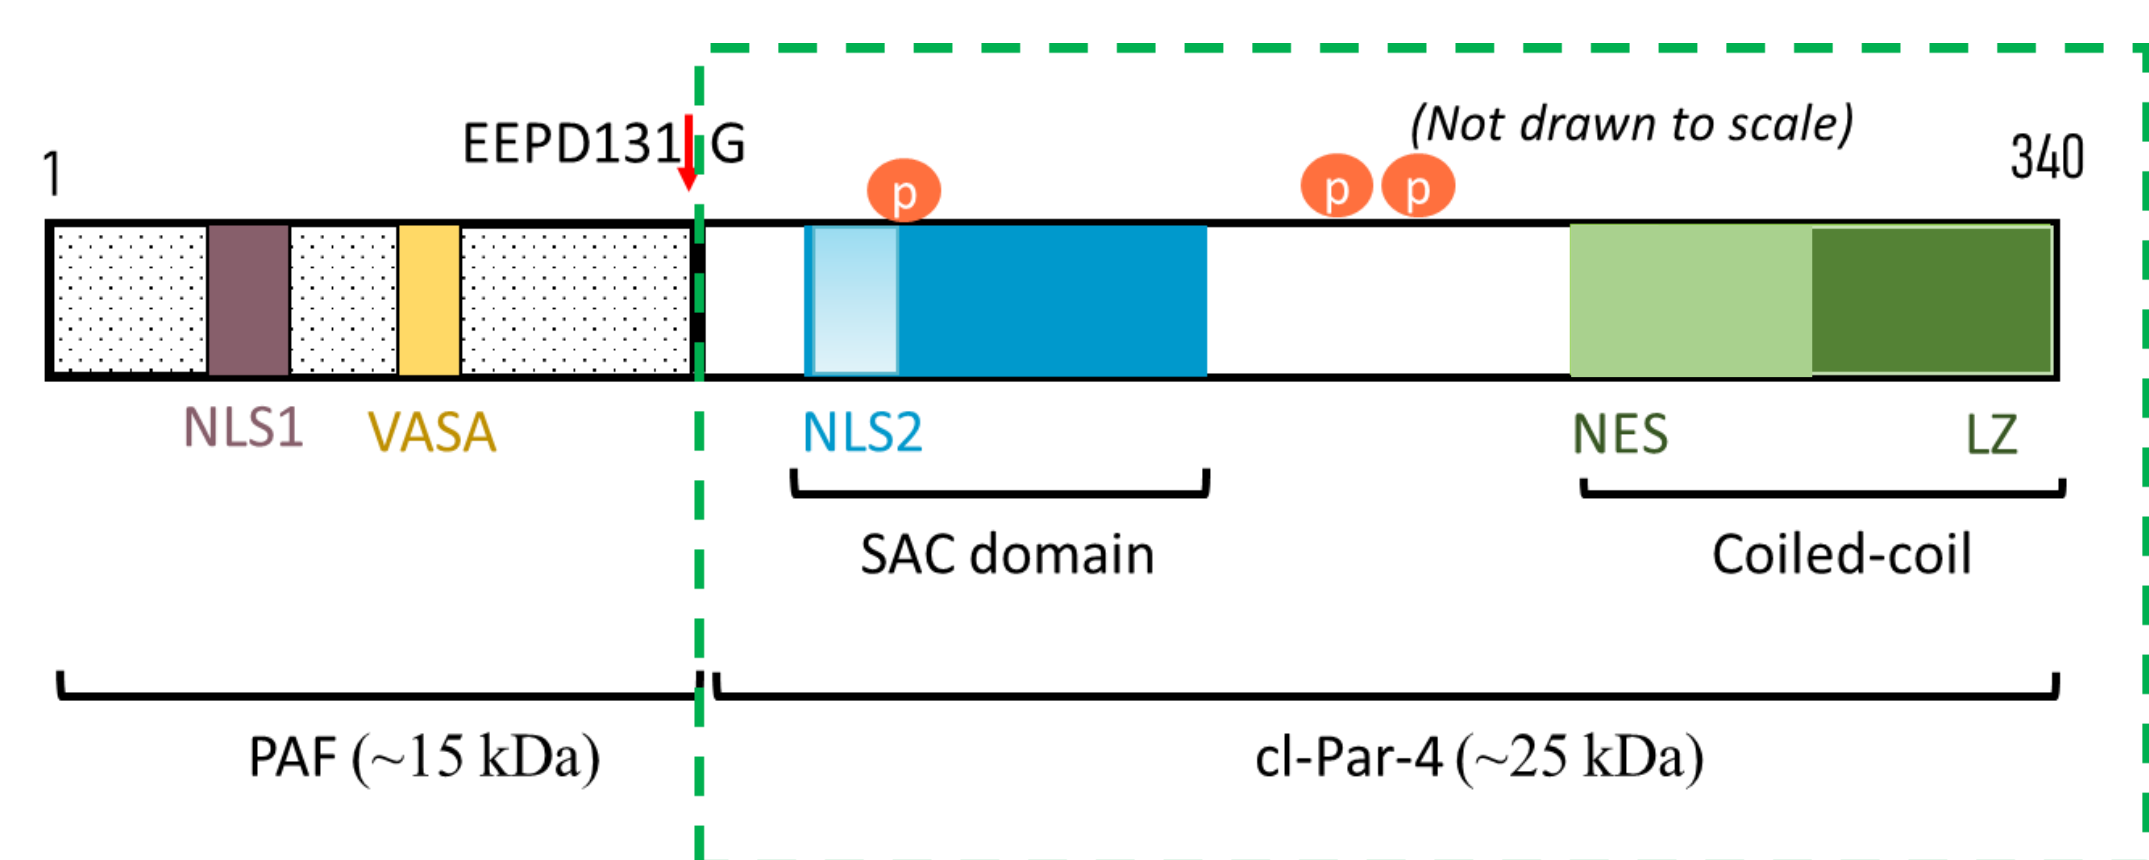 (Not drawn to scale)
EEPD131 G
1
340
p
p p
NLS1 VASA NLS2 NES LZ
SAC domain Coiled-coil
PAF (~15 kDa) cl-Par-4 (~25 kDa)